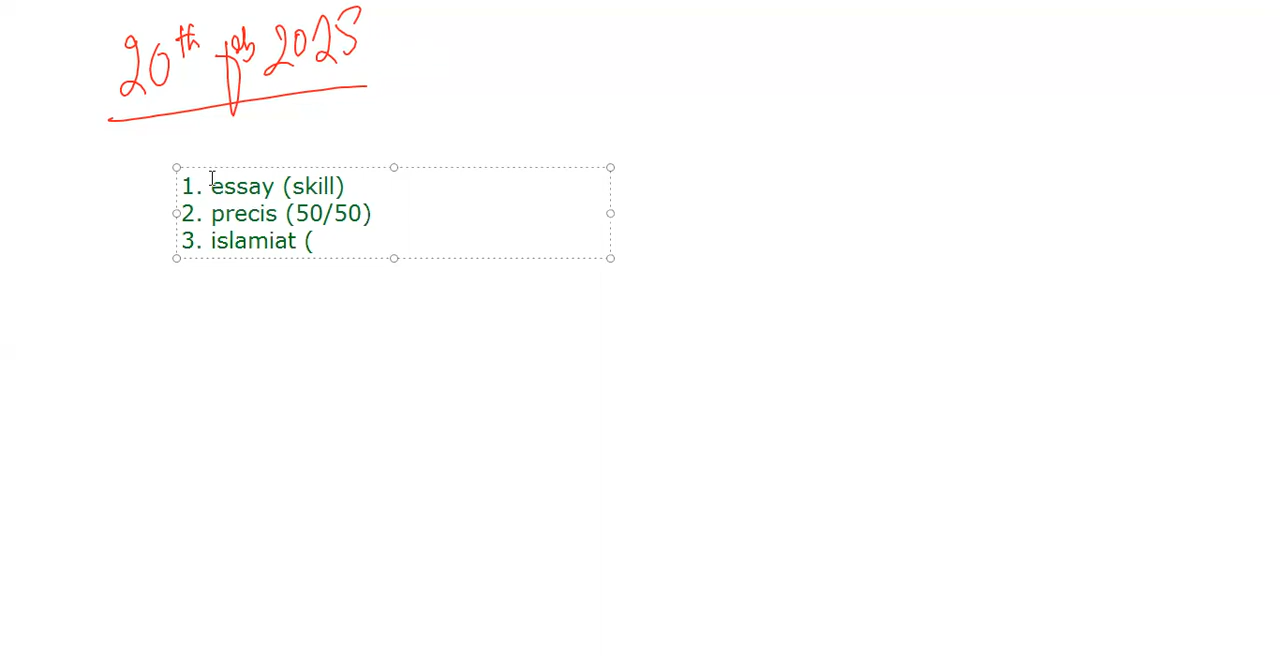 20th feb 2025
1. essay (skill)
2. precis (50/50)
3. islamiat (